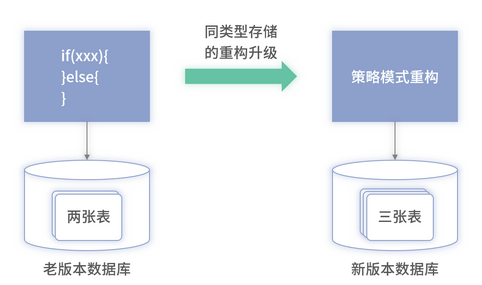 if(xxx){
}else{
}
同类型存储
的重构升级
策略模式重构
两张表
三张表
老版本数据库
新版本数据库